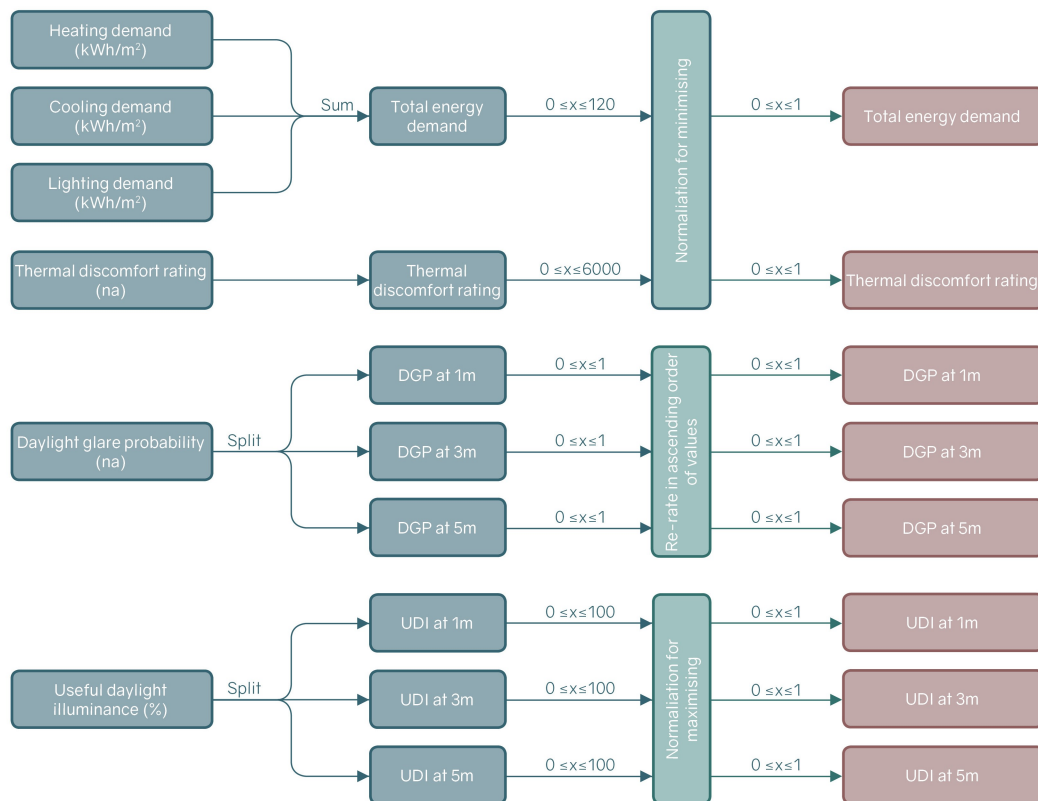 Heating demand
(kWh/m²)
Cooling demand
(kWh/m²)
Lighting demand
(kWh/m²)
Sum
Total energy
demand
0 ≤x≤120
Normaliation for minimising
0 ≤x≤1
Total energy demand
Thermal discomfort rating
(na)
Thermal
discomfort rating
0 ≤x≤6000
0 ≤x≤1
Thermal discomfort rating
Daylight glare probability
(na)
Split
DGP at 1m
0 ≤x≤1
Re-rate in ascending order
of values
0 ≤x≤1
DGP at 1m
DGP at 3m
0 ≤x≤1
0 ≤x≤1
DGP at 3m
DGP at 5m
0 ≤x≤1
0 ≤x≤1
DGP at 5m
Useful daylight
illuminance (%)
Split
UDI at 1m
0 ≤x≤100
Normaliation for
maximising
0 ≤x≤1
UDI at 1m
UDI at 3m
0 ≤x≤100
0 ≤x≤1
UDI at 3m
UDI at 5m
0 ≤x≤100
0 ≤x≤1
UDI at 5m